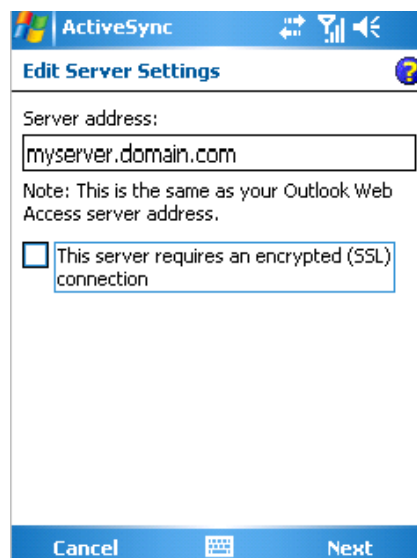 ActiveSync
Edit Server Settings
?
Server address:
myserver.domain.com
Note: This is the same as your Outlook Web
Access server address.
This server requires an encrypted (SSL)
connection
Cancel
Next